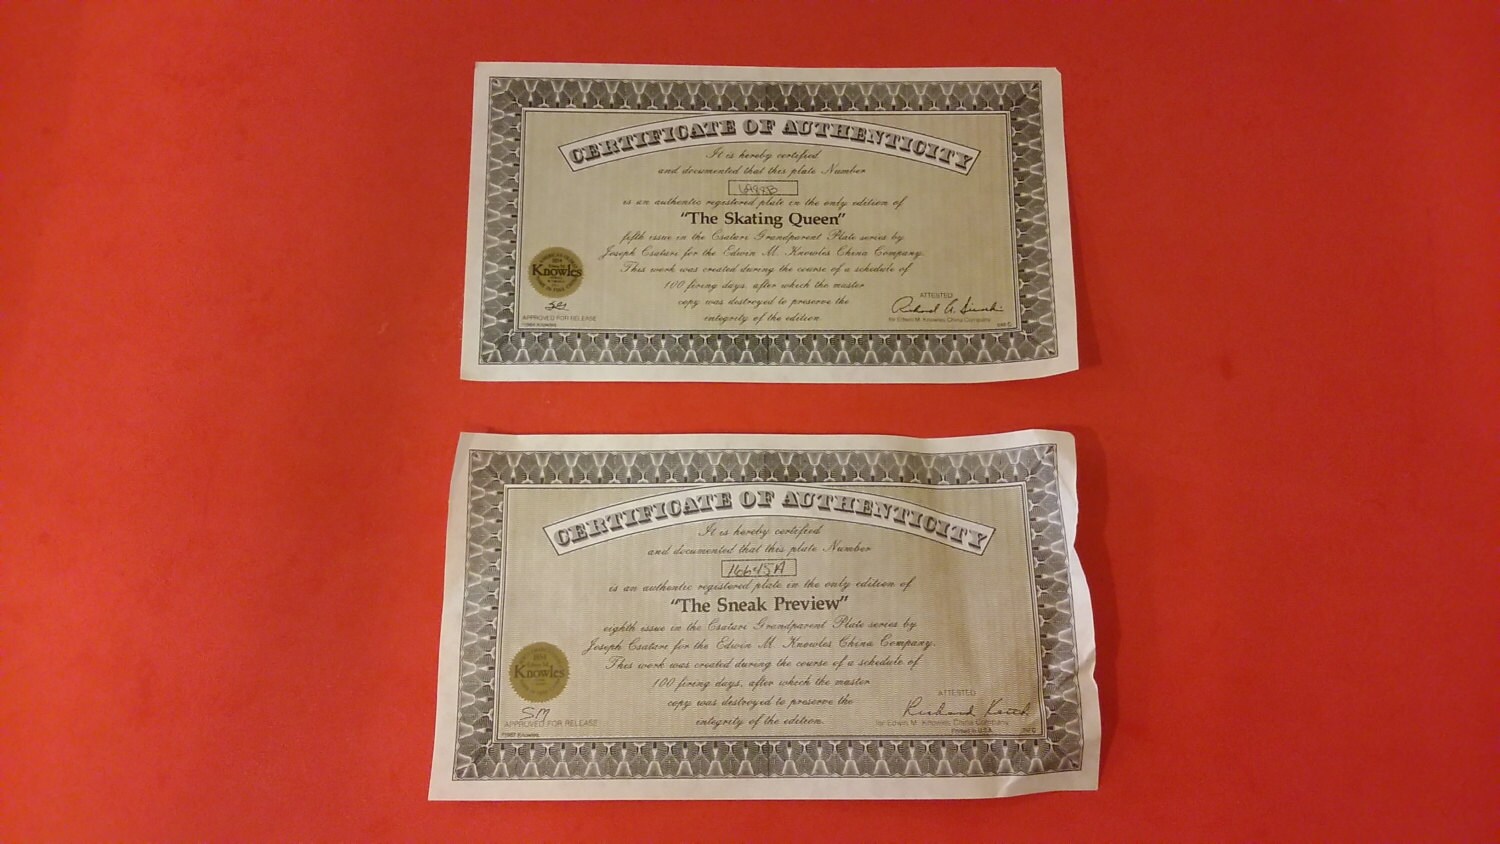 CERTIFICATE OF AUTHENTICITY
It is hereby certified
and documented that this plate Number
is an authentic registered plate in the only edition of
"The Skating Queen"
fifth issue in the Csatari Grandparent Plate series by
Joseph Csatari for the Edwin M. Knowles China Company.
This work was created during the course of a schedule of
100 firing days, after which the master
copy was destroyed to preserve the
integrity of the edition.
Knowles
APPROVED FOR RELEASE
ATTESTED
for Edwin M. Knowles China Company
CERTIFICATE OF AUTHENTICITY
It is hereby certified
and documented that this plate Number
16645A
is an authentic registered plate in the only edition of
"The Sneak Preview"
eighth issue in the Csatari Grandparent Plate series by
Joseph Csatari for the Edwin M. Knowles China Company.
This work was created during the course of a schedule of
100 firing days, after which the master
copy was destroyed to preserve the
integrity of the edition.
Knowles
SM
APPROVED FOR RELEASE
©1987 Knowles
ATTESTED
for Edwin M. Knowles China Company
Printed in U.S.A.